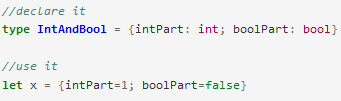 //declare it
type IntAndBool = {intPart: int; boolPart: bool}
//use it
let x = {intPart=1; boolPart=false}